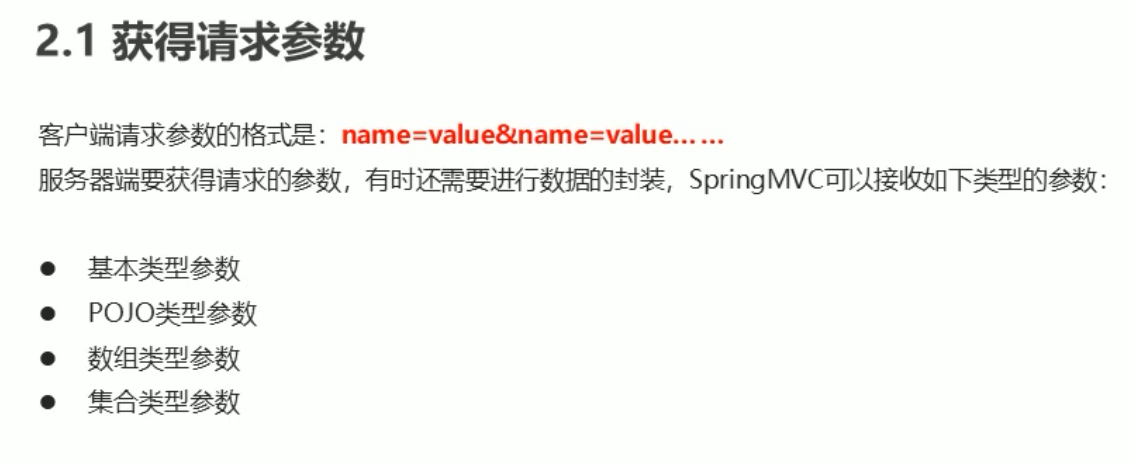 2.1 获得请求参数
客户端请求参数的格式是：name=value&name=value... ...
服务器端要获得请求的参数，有时还需要进行数据的封装，SpringMVC可以接收如下类型的参数：
● 基本类型参数
● POJO类型参数
● 数组类型参数
● 集合类型参数